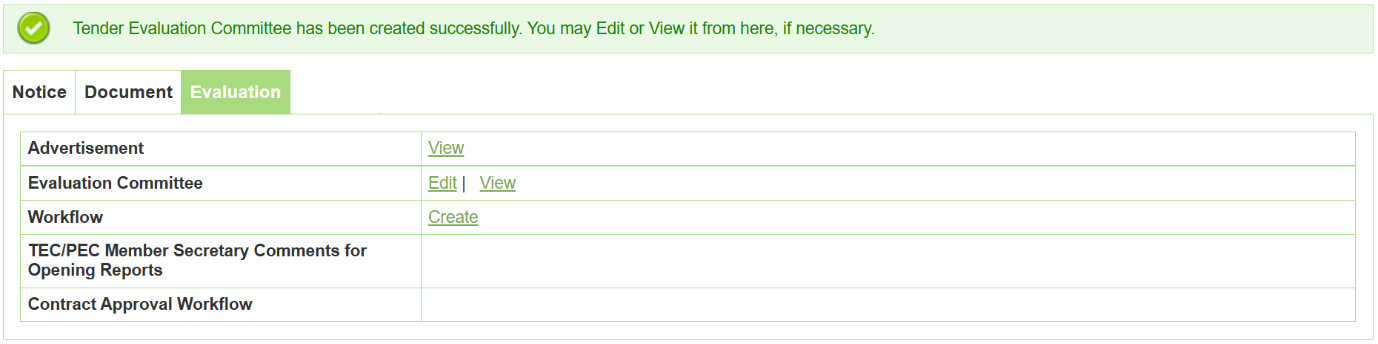 Tender Evaluation Committee has been created successfully. You may Edit or View it from here, if necessary.
Notice Document Evaluation
Advertisement View
Evaluation Committee Edit | View
Workflow Create
TEC/PEC Member Secretary Comments for
Opening Reports
Contract Approval Workflow